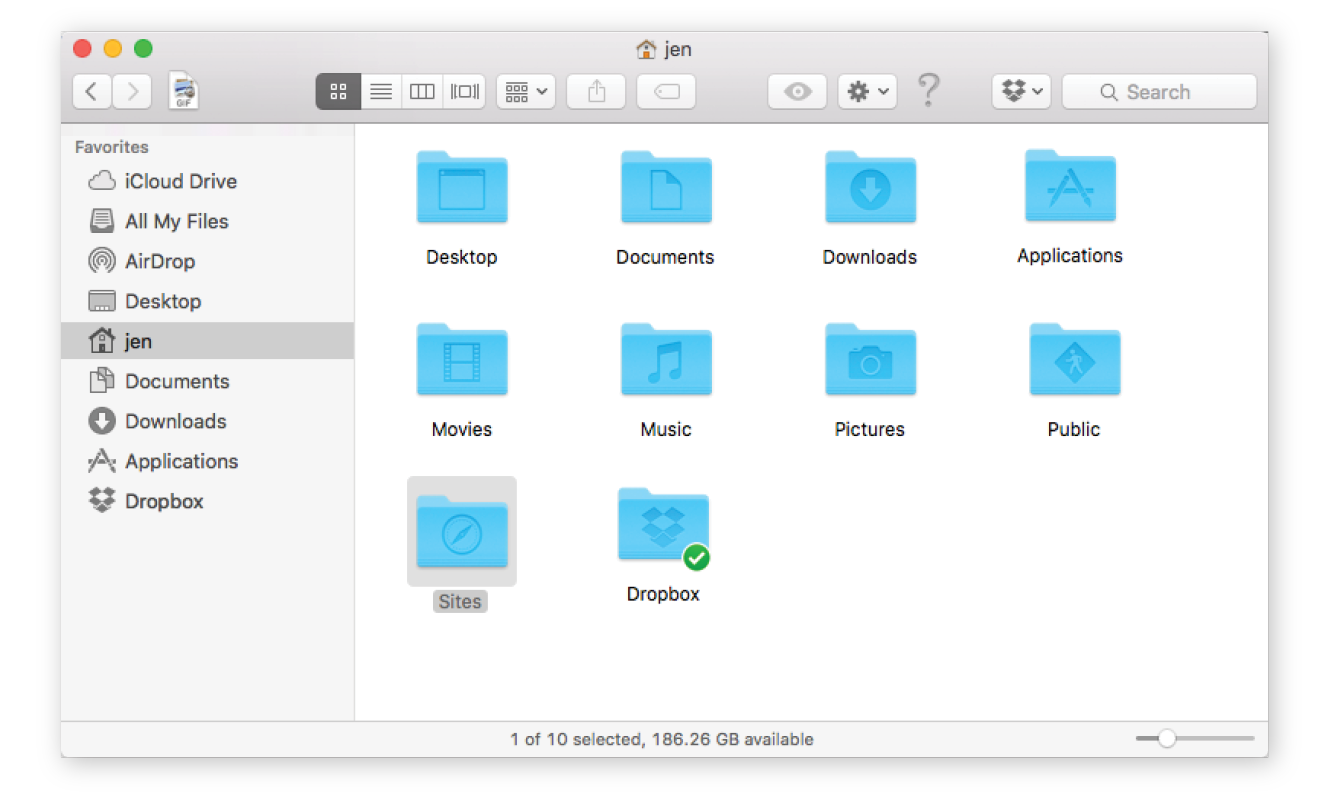 jen
GIF
?
Search
Favorites
iCloud Drive
All My Files
AirDrop
Desktop
jen
Documents
Downloads
Applications
Dropbox
Desktop
Documents
Downloads
Applications
Movies
Music
Pictures
Public
Sites
Dropbox
1 of 10 selected, 186.26 GB available